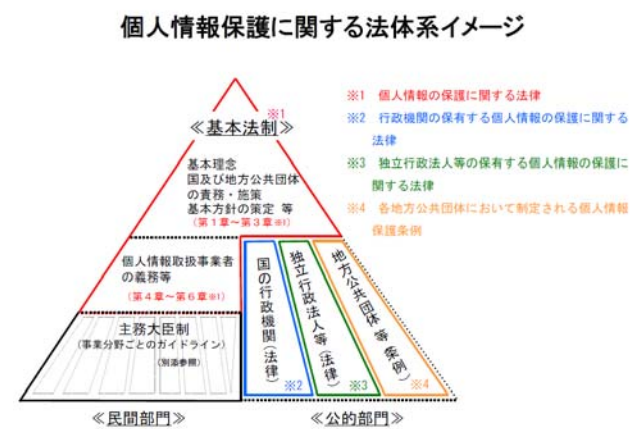 個人情報保護に関する法体系イメージ
※1 個人情報の保護に関する法律
※2 行政機関の保有する個人情報の保護に関する
法律
※3 独立行政法人等の保有する個人情報の保護に
関する法律
※4 各地方公共団体において制定される個人情報
保護条例
※1
≪基本法制≫
基本理念
国及び地方公共団体
の責務・施策
基本方針の策定 等
(第1章~第3章※1)
個人情報取扱事業者
の義務等
(第4章~第6章※1)
主務大臣制
(事業分野ごとのガイドライン)
(別添参照)
国の行政機関(法律)
※2
独立行政法人等(法律)
※3
地方公共団体等(条例)
※4
≪民間部門≫
≪公的部門≫